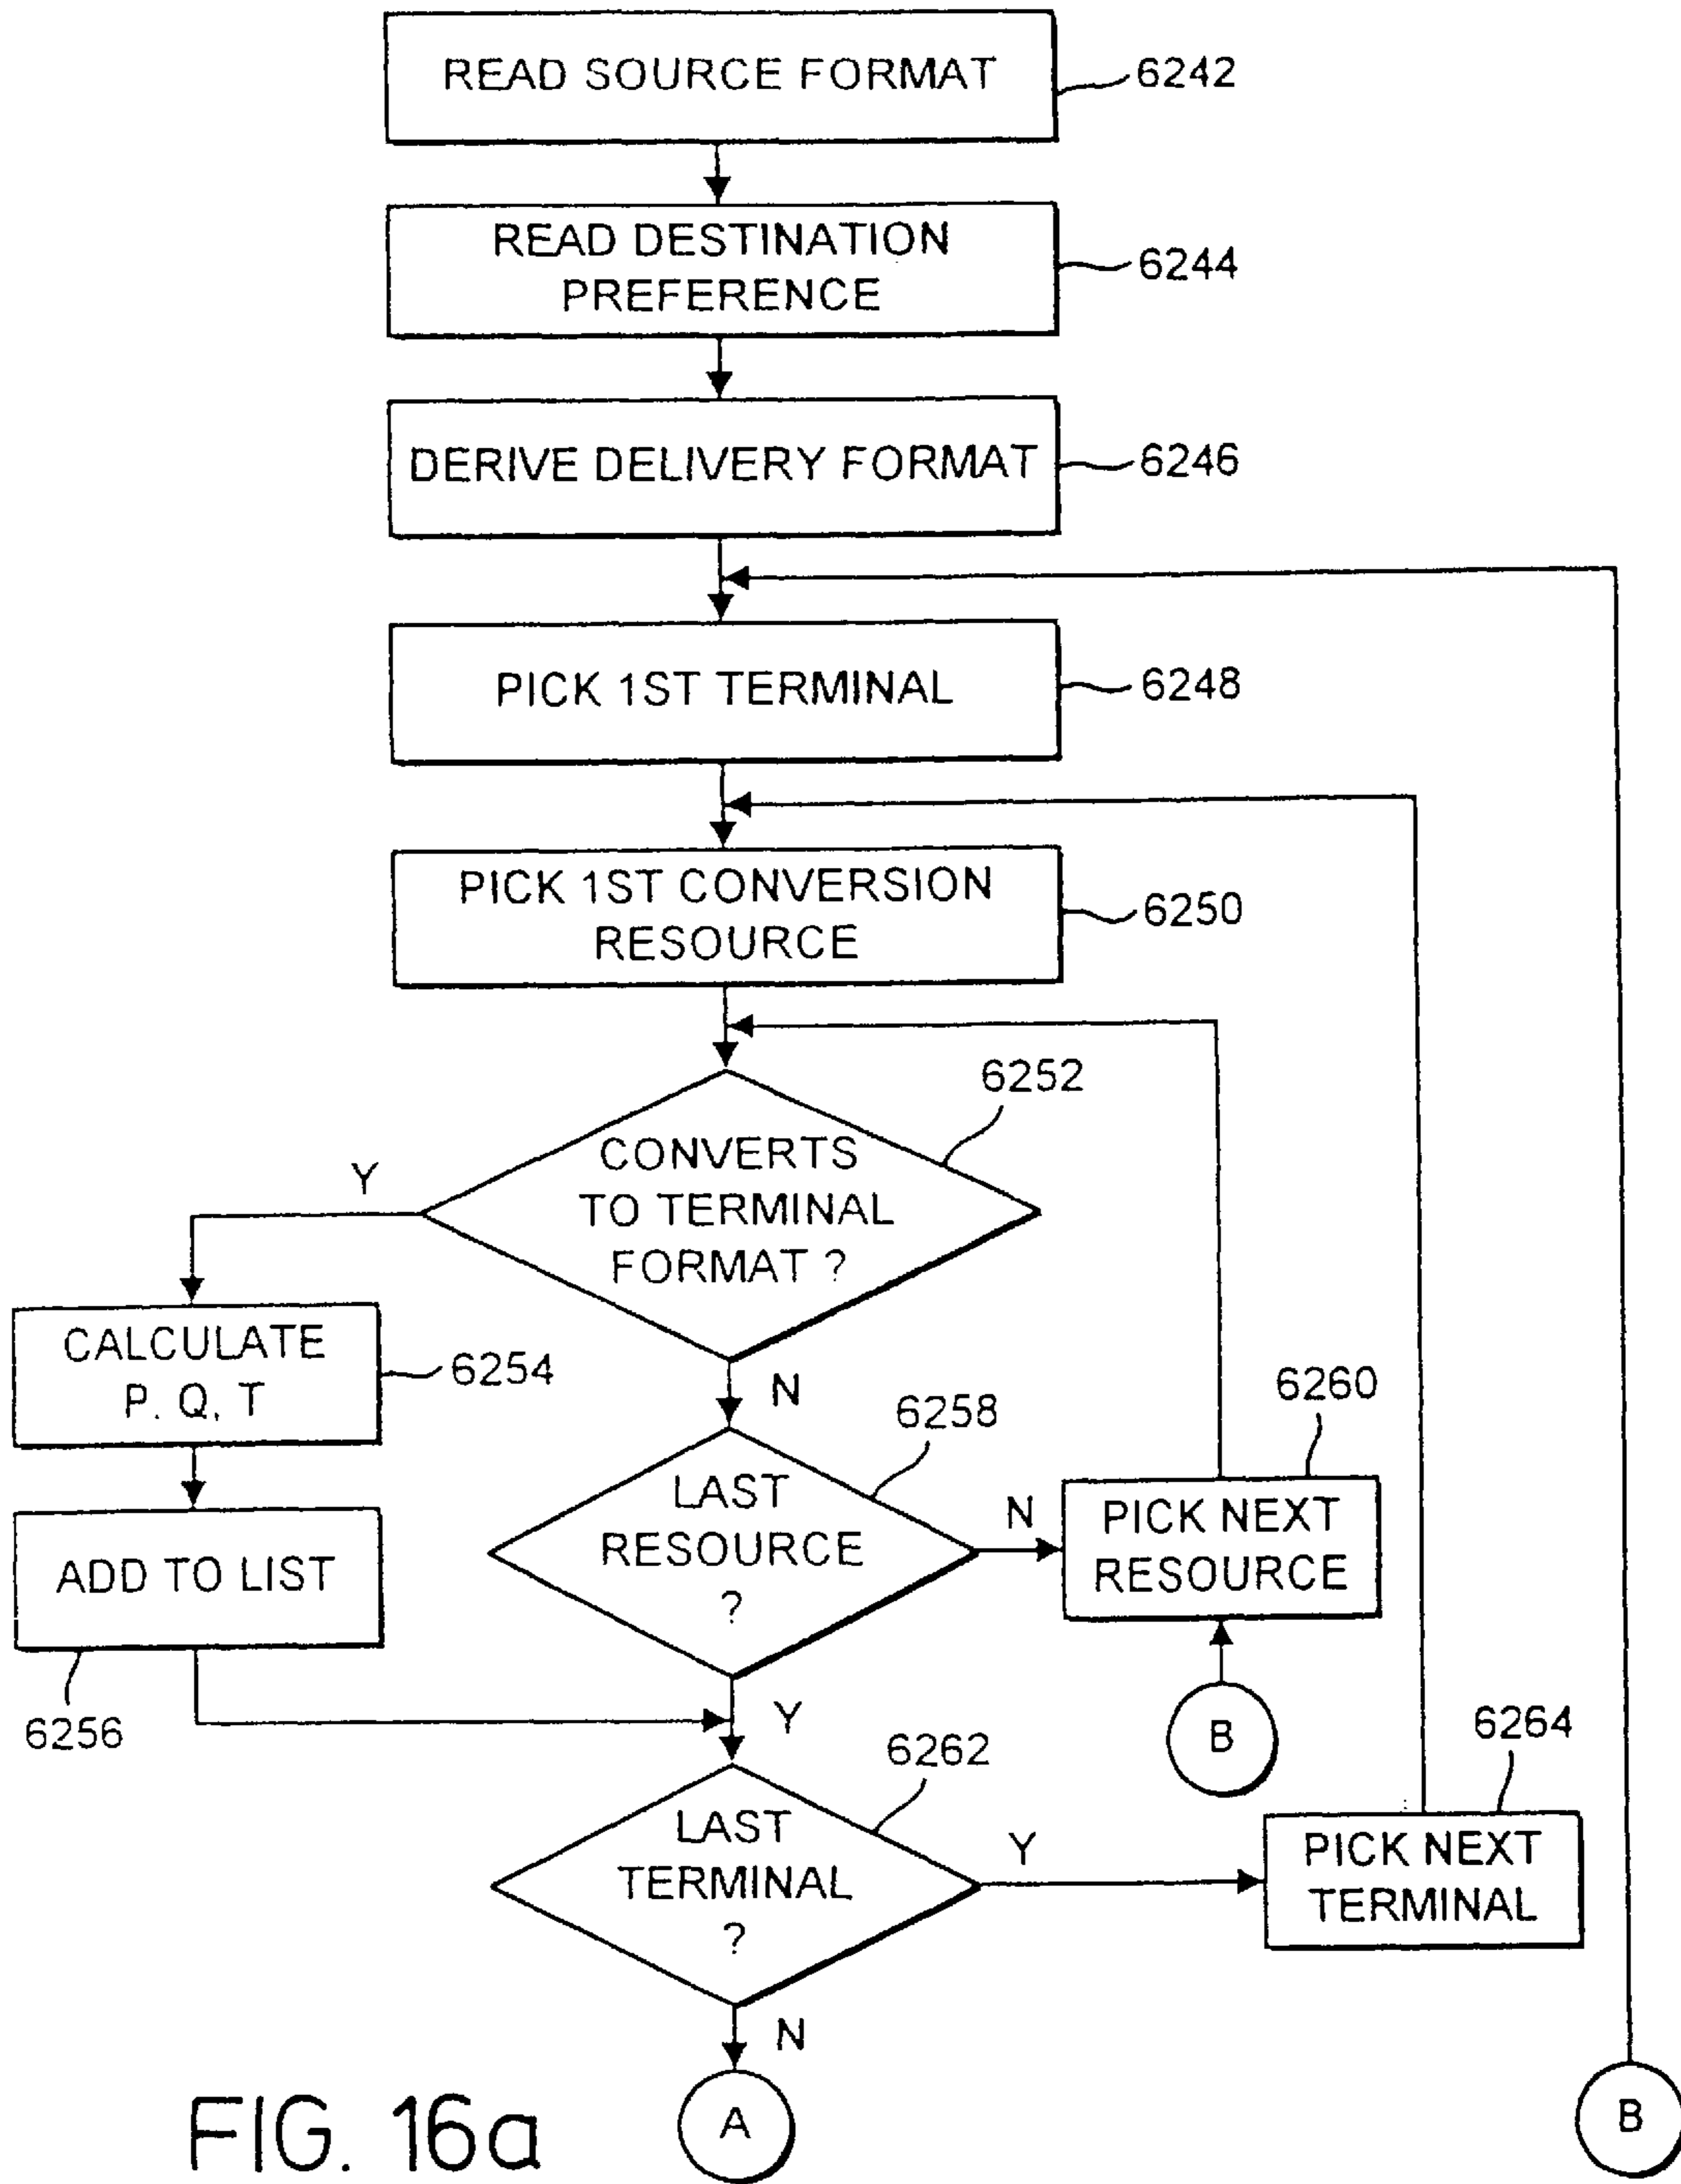 READ SOURCE FORMAT
6242
READ DESTINATION
PREFERENCE
6244
DERIVE DELIVERY FORMAT
6246
PICK 1ST TERMINAL
6248
PICK 1ST CONVERSION
RESOURCE
6250
6252
CONVERTS
TO TERMINAL
FORMAT ?
Y
CALCULATE
P. Q, T
6254
N
6258
6260
LAST
RESOURCE
?
N
PICK NEXT
RESOURCE
ADD TO LIST
6256
Y
B
6262
6264
LAST
TERMINAL
?
Y
PICK NEXT
TERMINAL
N
A
B
FIG. 16a